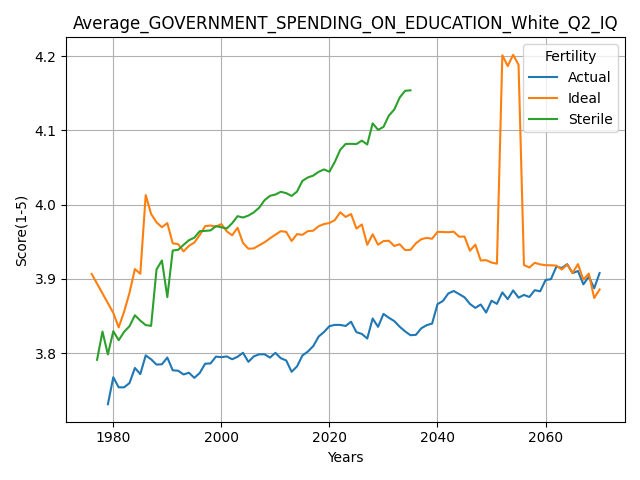 Average_GOVERNMENT_SPENDING_ON_EDUCATION_White_Q2_IQ
Fertility
Actual
Ideal
Sterile
Score(1-5)
4.2
4.1
4.0
3.9
3.8
1980 2000 2020 2040 2060
Years